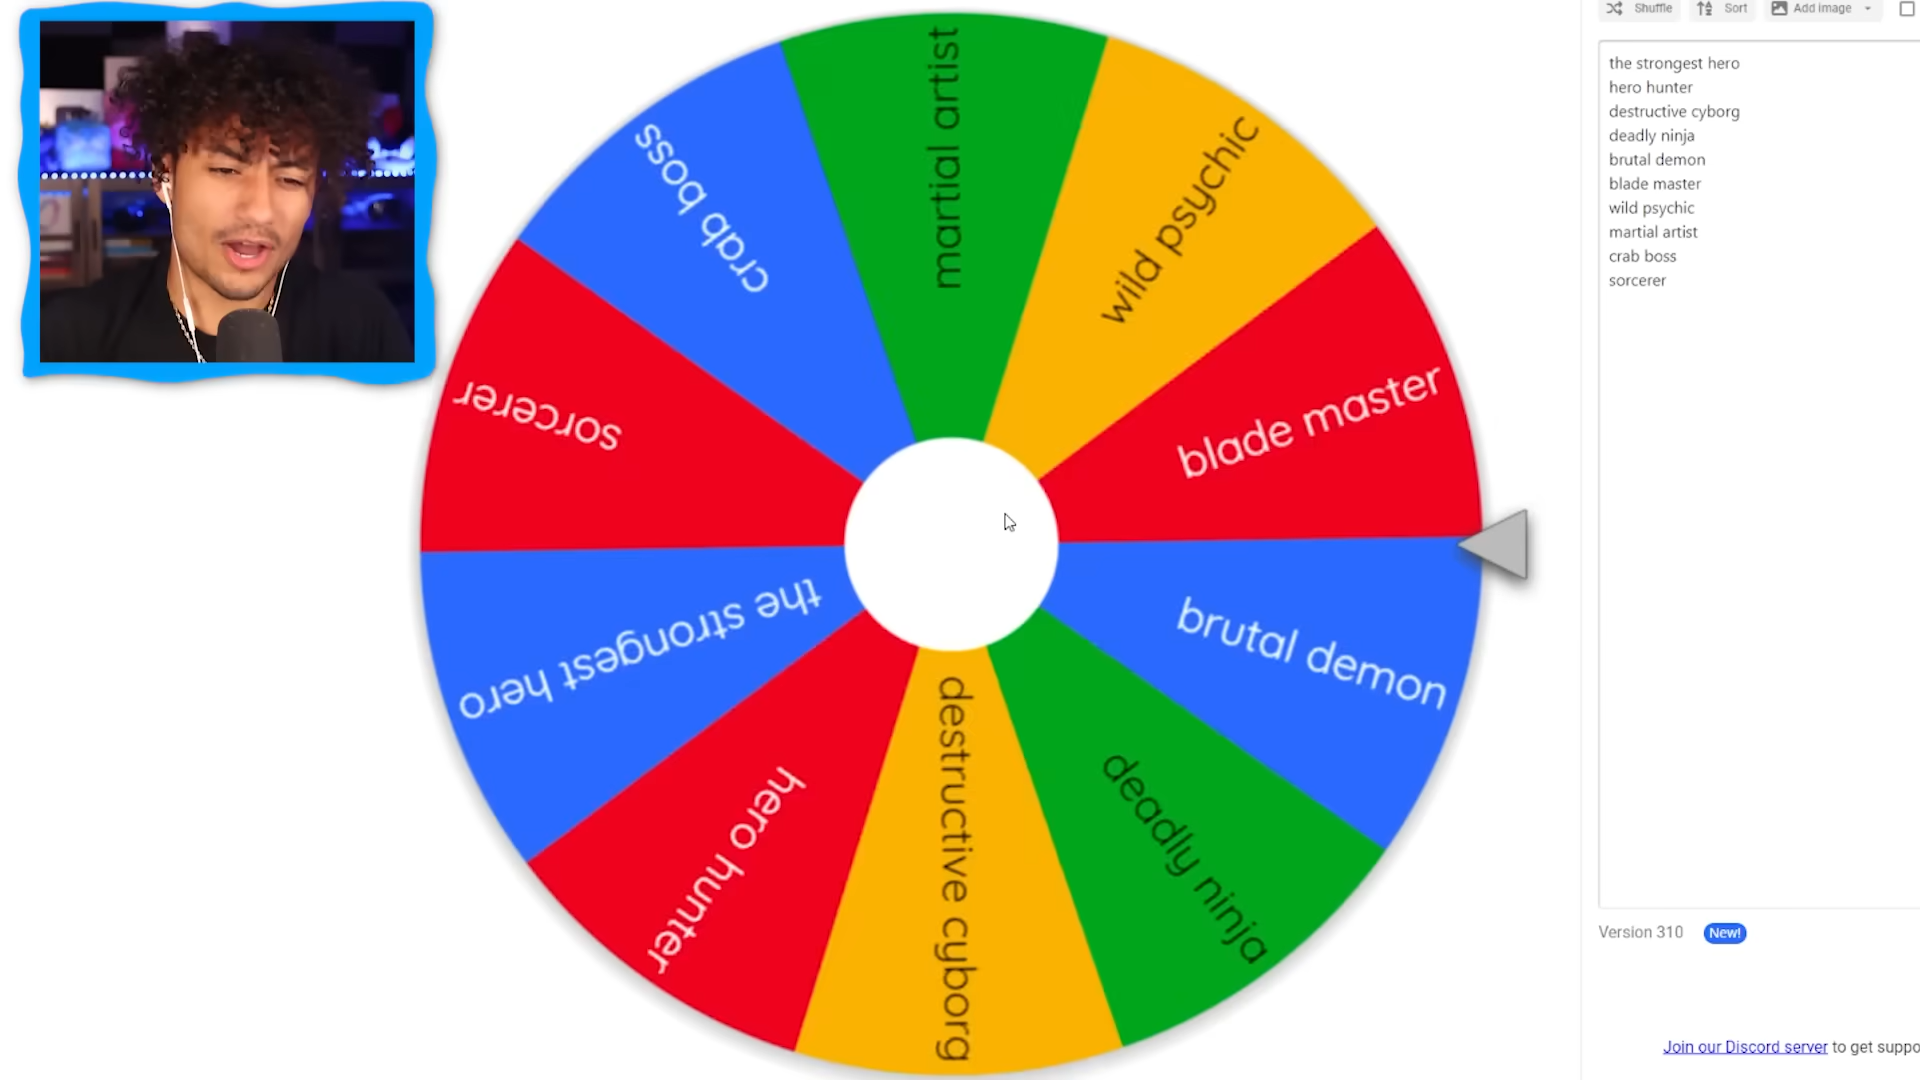 Shuffle Sort Add image
the strongest hero
hero hunter
destructive cyborg
deadly ninja
brutal demon
blade master
wild psychic
martial artist
crab boss
sorcerer
martial artist
wild psychic
blade master
brutal demon
deadly ninja
destructive cyborg
hero hunter
the strongest hero
sorcerer
crab boss
Version 310 New!
Join our Discord server to get suppo